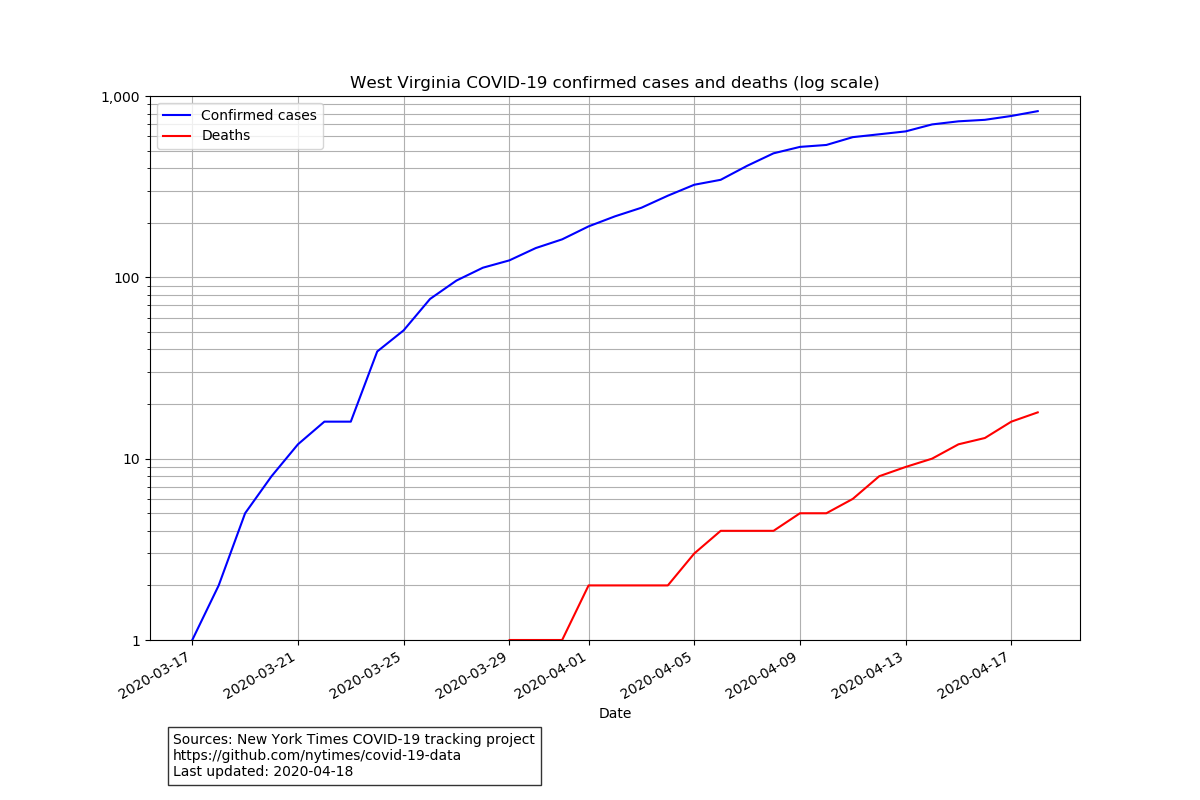 West Virginia COVID-19 confirmed cases and deaths (log scale)
1,000
Confirmed cases
Deaths
100
10
1
2020-03-17
2020-03-21
2020-03-25
2020-03-29
2020-04-01
2020-04-05
2020-04-09
2020-04-13
2020-04-17
Date
Sources: New York Times COVID-19 tracking project
https://github.com/nytimes/covid-19-data
Last updated: 2020-04-18